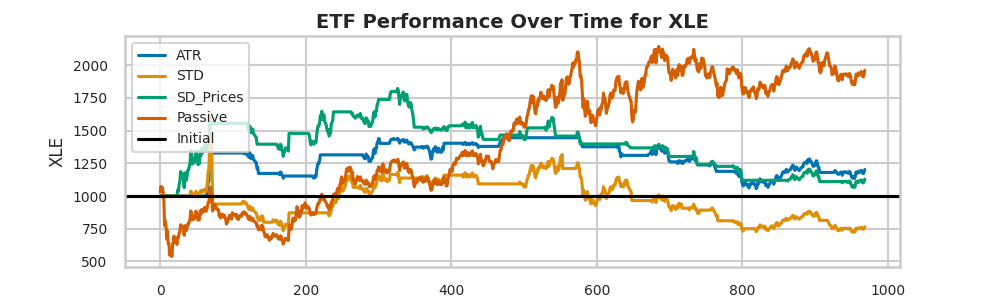 ETF Performance Over Time for XLE
XLE
2000
1750
1500
1250
1000
750
500
ATR
STD
SD_Prices
Passive
Initial
0 200 400 600 800 1000